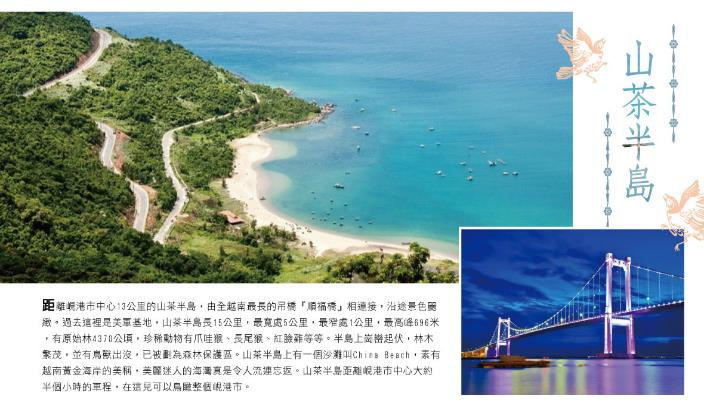 山茶半島
距離峴港市中心13公里的山茶半島，由全越南最長的吊橋『順福橋』相連接，沿途景色麗
緻。過去這裡是美軍基地，山茶半島長15公里，最寬處5公里，最窄處1公里，最高峰696米
，有原始林4370公頃，珍稀動物有爪哇猴、長尾猴、紅臉雞等等。半島上崗巒起伏，林木
繁茂，並有鳥獸出沒，已被劃為森林保護區。山茶半島上有一個沙灘叫China Beach，素有
越南黃金海岸的美稱，美麗迷人的海灣真是令人流連忘返。山茶半島距離峴港市中心大約
半個小時的車程，在這兒可以鳥瞰整個峴港市。